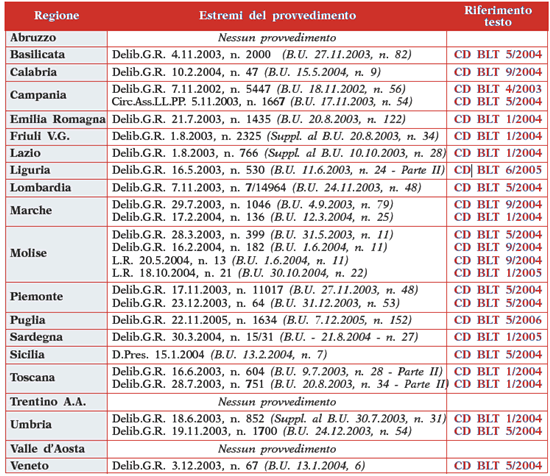 Regione Estremi del provvedimento Riferimento testo
Abruzzo Nessun provvedimento
Basilicata Delib.G.R. 4.11.2003, n. 2000 (B.U. 27.11.2003, n. 82) CD BLT 5/2004
Calabria Delib.G.R. 10.2.2004, n. 47 (B.U. 15.5.2004, n. 9) CD BLT 9/2004
Campania Delib.G.R. 7.11.2002, n. 5447 (B.U. 18.11.2002, n. 56) CD BLT 4/2003
Circ.Ass.LL.PP. 5.11.2003, n. 1667 (B.U. 17.11.2003, n. 54) CD BLT 5/2004
Emilia Romagna Delib.G.R. 21.7.2003, n. 1435 (B.U. 20.8.2003, n. 122) CD BLT 1/2004
Friuli V.G. Delib.G.R. 1.8.2003, n. 2325 (Suppl. al B.U. 20.8.2003, n. 34) CD BLT 1/2004
Lazio Delib.G.R. 1.8.2003, n. 766 (Suppl. al B.U. 10.10.2003, n. 28) CD BLT 1/2004
Liguria Delib.G.R. 16.5.2003, n. 530 (B.U. 11.6.2003, n. 24 - Parte II) CD BLT 6/2005
Lombardia Delib.G.R. 7.11.2003, n. 7/14964 (B.U. 24.11.2003, n. 48) CD BLT 5/2004
Marche Delib.G.R. 29.7.2003, n. 1046 (B.U. 4.9.2003, n. 79) CD BLT 9/2004
Delib.G.R. 17.2.2004, n. 136 (B.U. 12.3.2004, n. 25) CD BLT 1/2004
Molise Delib.G.R. 28.3.2003, n. 399 (B.U. 31.5.2003, n. 11) CD BLT 5/2004
Delib.G.R. 16.2.2004, n. 182 (B.U. 1.6.2004, n. 11) CD BLT 9/2004
L.R. 20.5.2004, n. 13 (B.U. 1.6.2004, n. 11) CD BLT 9/2004
L.R. 18.10.2004, n. 21 (B.U. 30.10.2004, n. 22) CD BLT 1/2005
Piemonte Delib.G.R. 17.11.2003, n. 11017 (B.U. 27.11.2003, n. 48) CD BLT 5/2004
Delib.G.R. 23.12.2003, n. 64 (B.U. 31.12.2003, n. 53) CD BLT 5/2004
Puglia Delib.G.R. 22.11.2005, n. 1634 (B.U. 7.12.2005, n. 152) CD BLT 5/2006
Sardegna Delib.G.R. 30.3.2004, n. 15/31 (B.U. - 21.8.2004 - n. 27) CD BLT 1/2005
Sicilia D.Pres. 15.1.2004 (B.U. 13.2.2004, n. 7) CD BLT 5/2004
Toscana Delib.G.R. 16.6.2003, n. 604 (B.U. 9.7.2003, n. 28 - Parte II) CD BLT 1/2004
Delib.G.R. 28.7.2003, n. 751 (B.U. 20.8.2003, n. 34 - Parte II) CD BLT 1/2004
Trentino A.A. Nessun provvedimento
Umbria Delib.G.R. 18.6.2003, n. 852 (Suppl. al B.U. 30.7.2003, n. 31) CD BLT 1/2004
Delib.G.R. 19.11.2003, n. 1700 (B.U. 24.12.2003, n. 54) CD BLT 5/2004
Valle d'Aosta Nessun provvedimento
Veneto Delib.G.R. 3.12.2003, n. 67 (B.U. 13.1.2004, 6) CD BLT 5/2004